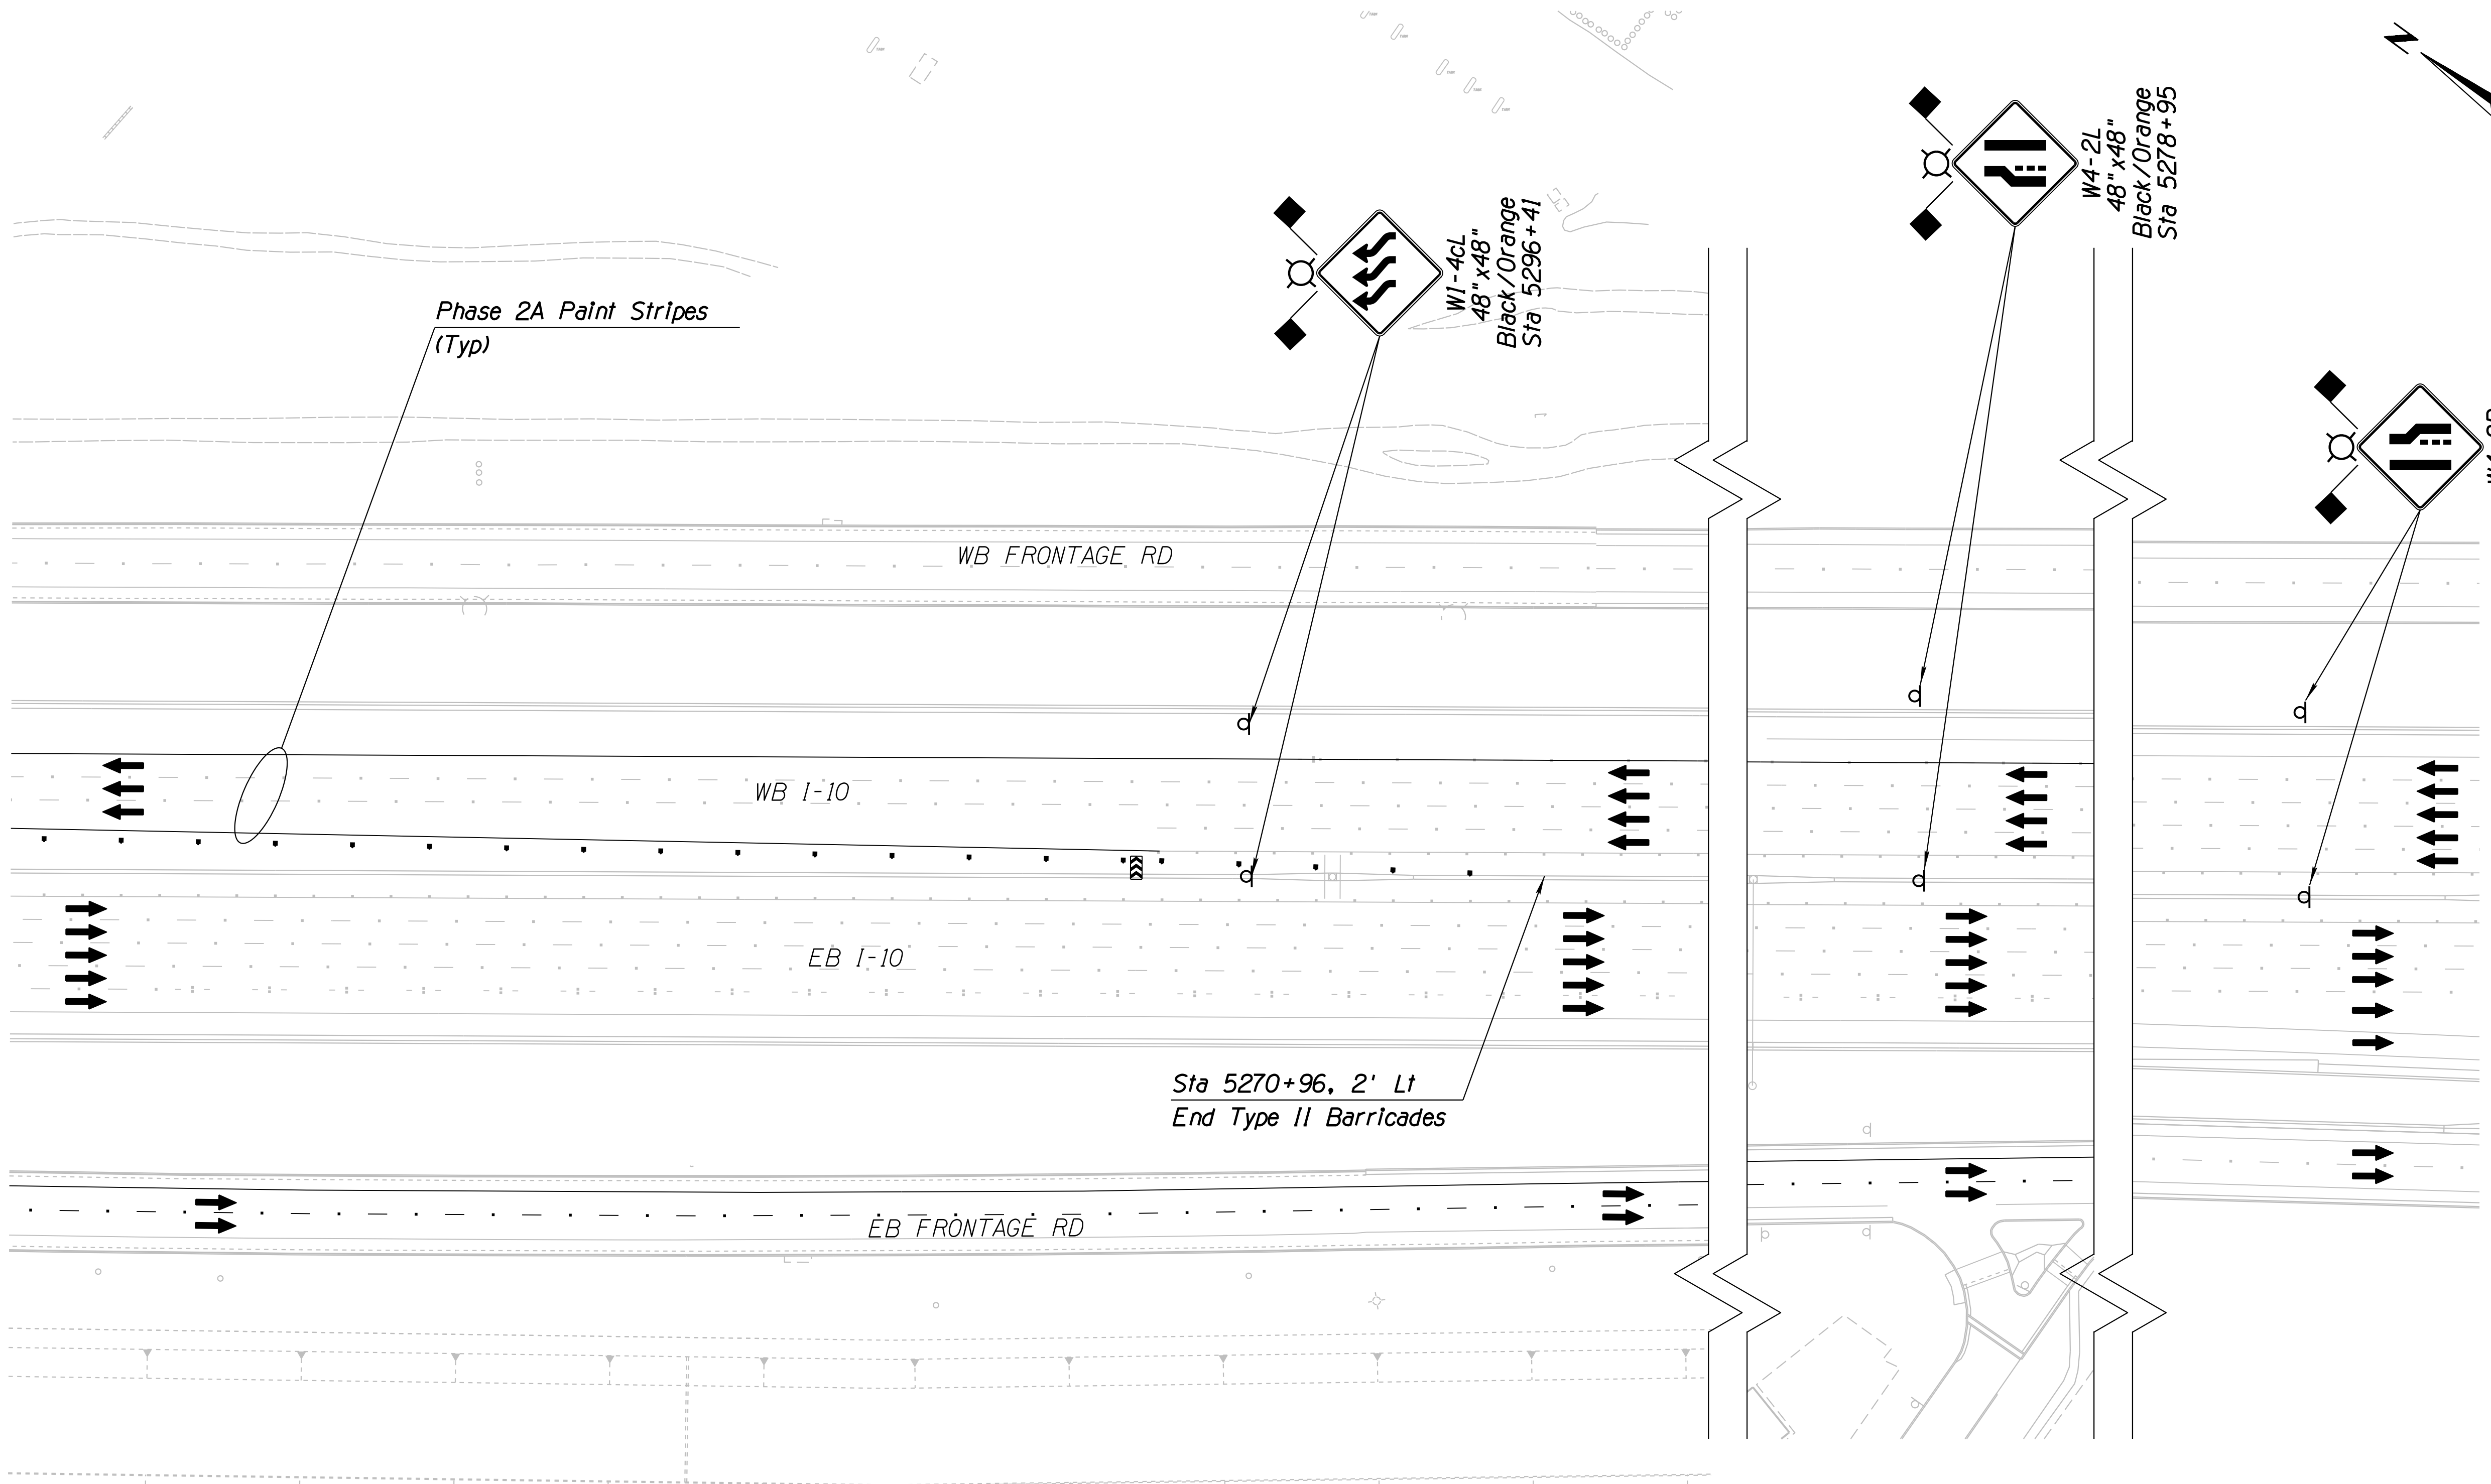 N
W4-2L
48"x48"
Black/Orange
Sta 5278+95
W1-4cL
48"x48"
Black/Orange
Sta 5296+41
Phase 2A Paint Stripes
(Typ)
WB FRONTAGE RD
WB I-10
EB I-10
Sta 5270+96, 2' Lt
End Type II Barricades
EB FRONTAGE RD